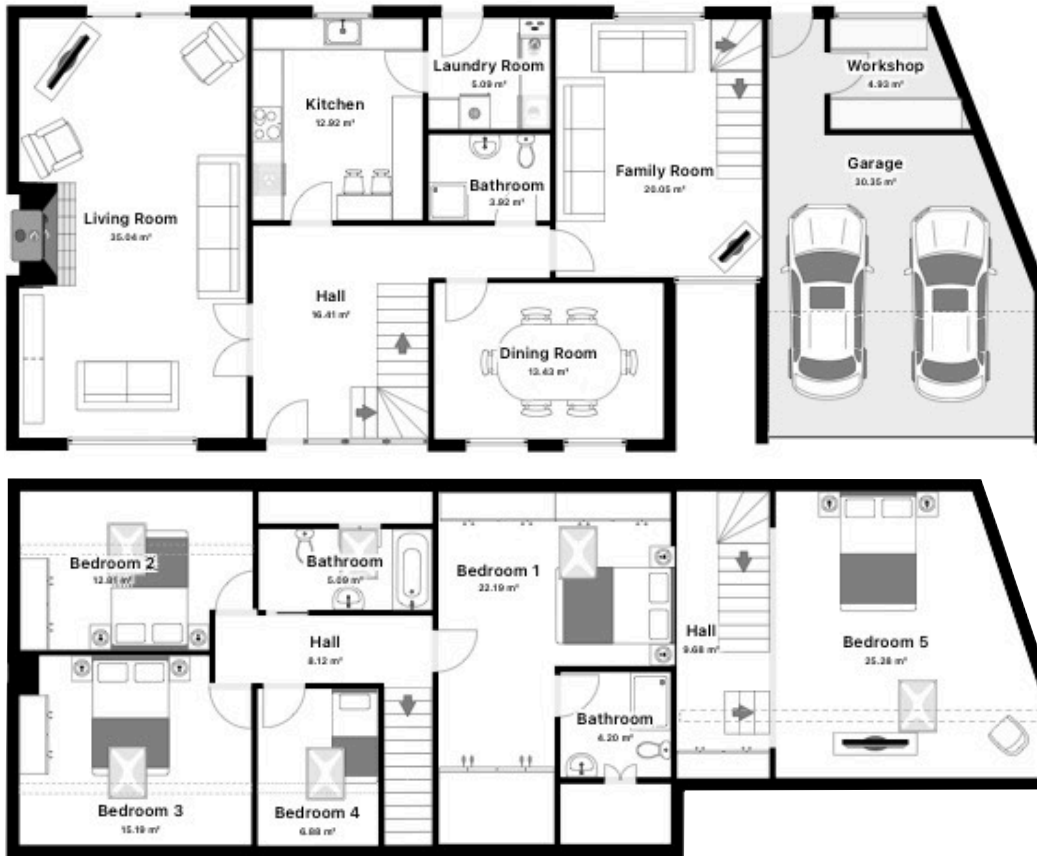 Living Room
35.04 m²
Kitchen
12.92 m²
Laundry Room
5.09 m²
Bathroom
3.92 m²
Family Room
20.05 m²
Workshop
4.93 m²
Garage
30.35 m²
Hall
16.41 m²
Dining Room
13.43 m²
Bedroom 2
12.81 m²
Bathroom
5.09 m²
Hall
8.12 m²
Bedroom 1
22.19 m²
Bathroom
4.20 m²
Hall
9.68 m²
Bedroom 5
25.28 m²
Bedroom 3
15.19 m²
Bedroom 4
6.88 m²